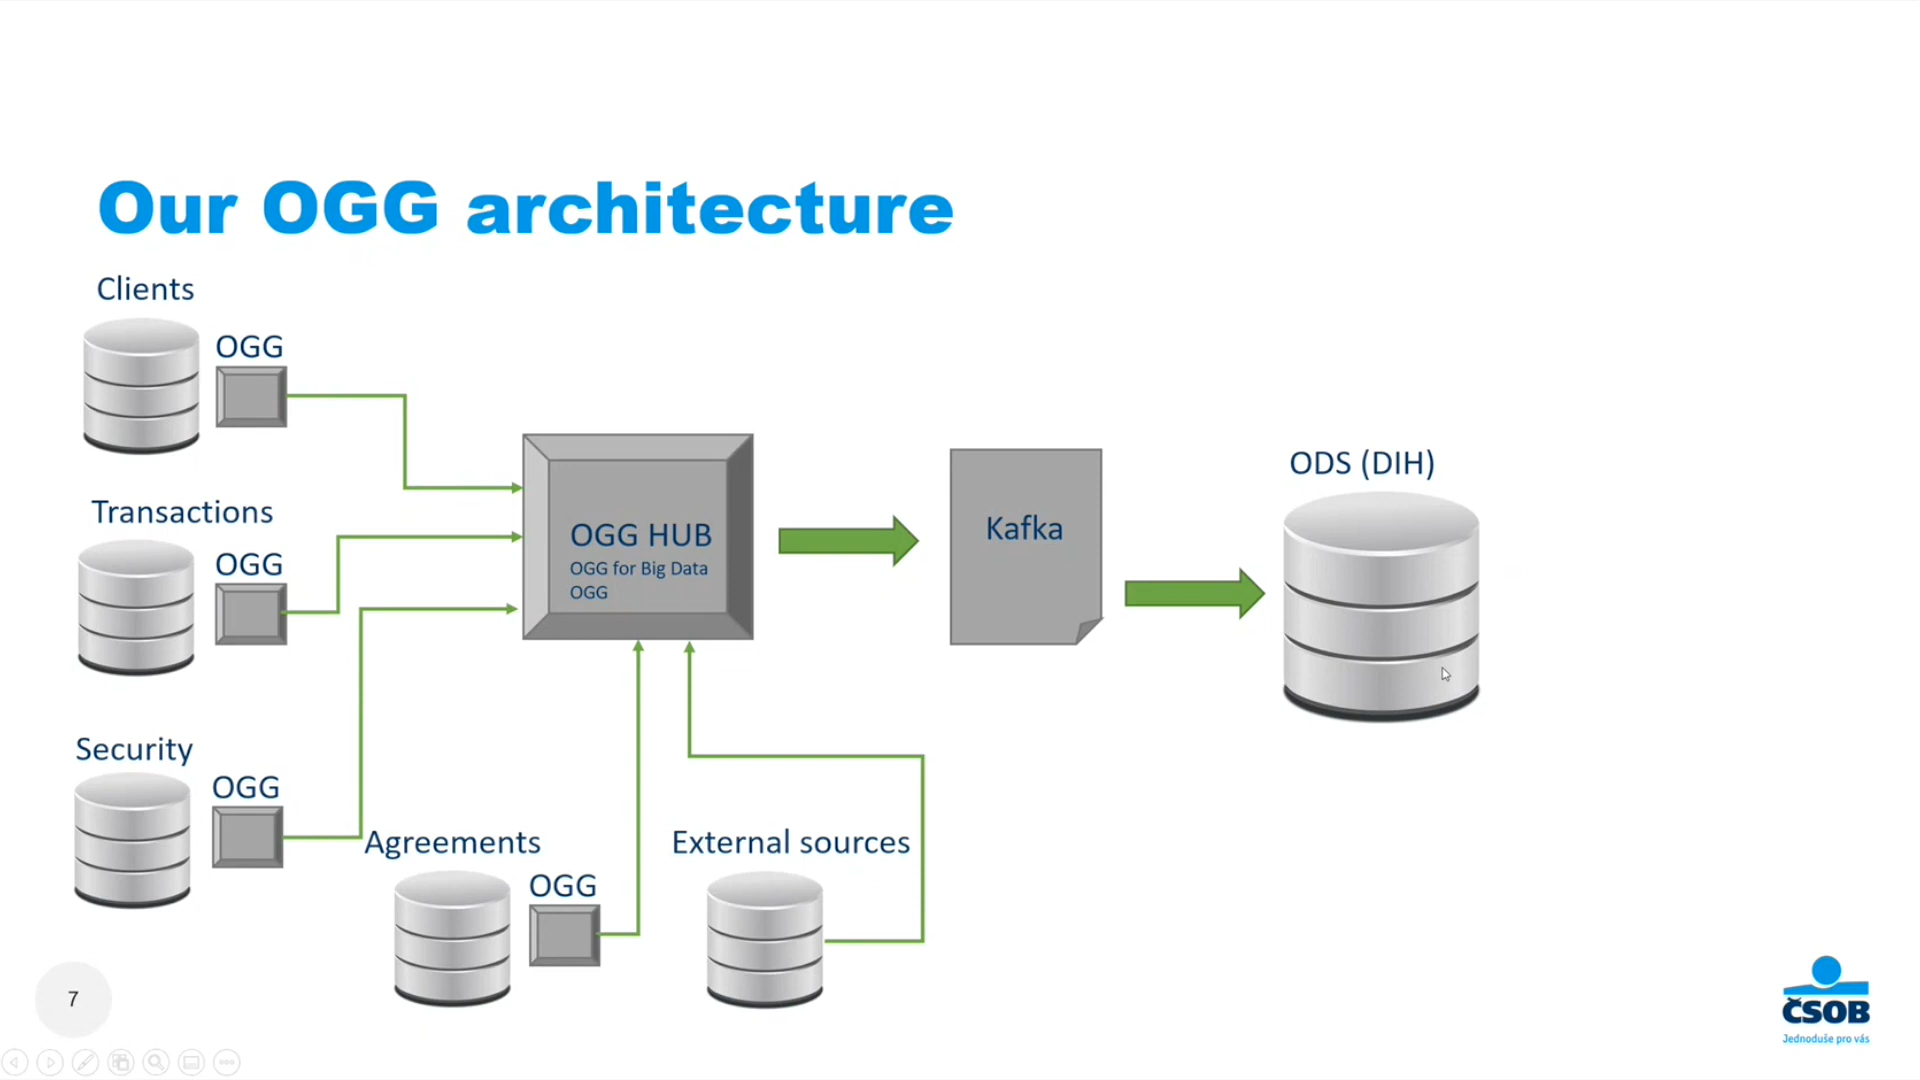 Our OGG architecture
Clients
OGG
Transactions
OGG
Security
OGG
Agreements
OGG
External sources
OGG HUB
OGG for Big Data
OGG
Kafka
ODS (DIH)
7
ČSOB
Jednoduše pro vás